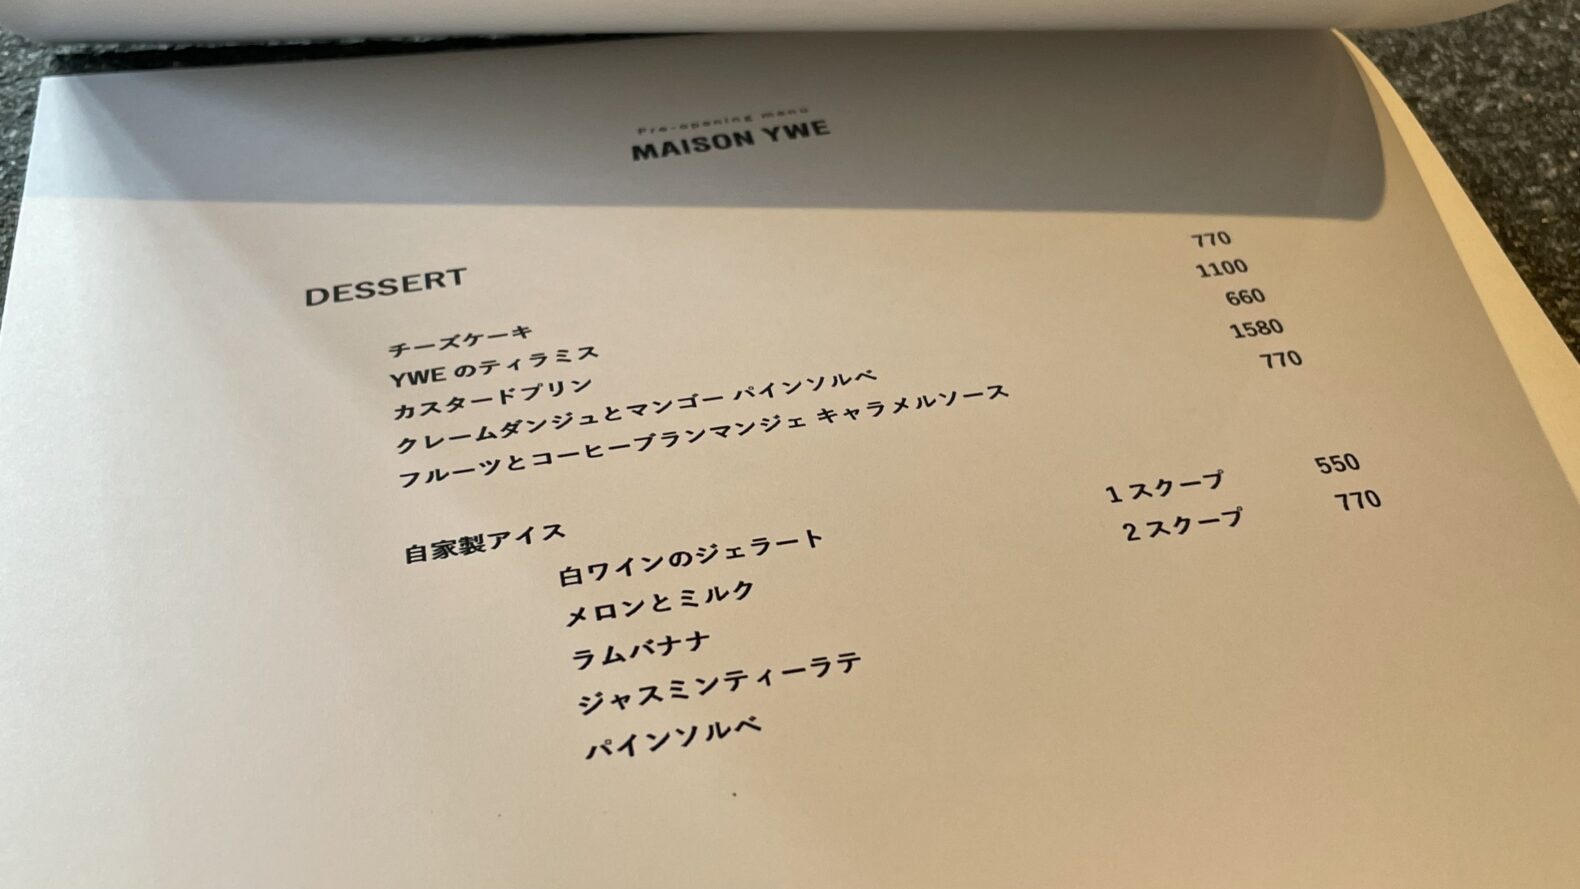 Pre-opening menu
MAISON YWE
DESSERT
チーズケーキ 770
YWE のティラミス 1100
カスタードプリン 660
クレームダンジュとマンゴー パインソルベ 1580
フルーツとコーヒーブランマンジェ キャラメルソース 770
自家製アイス 1 スクープ 550
2 スクープ 770
白ワインのジェラート
メロンとミルク
ラムバナナ
ジャスミンティーラテ
パインソルベ